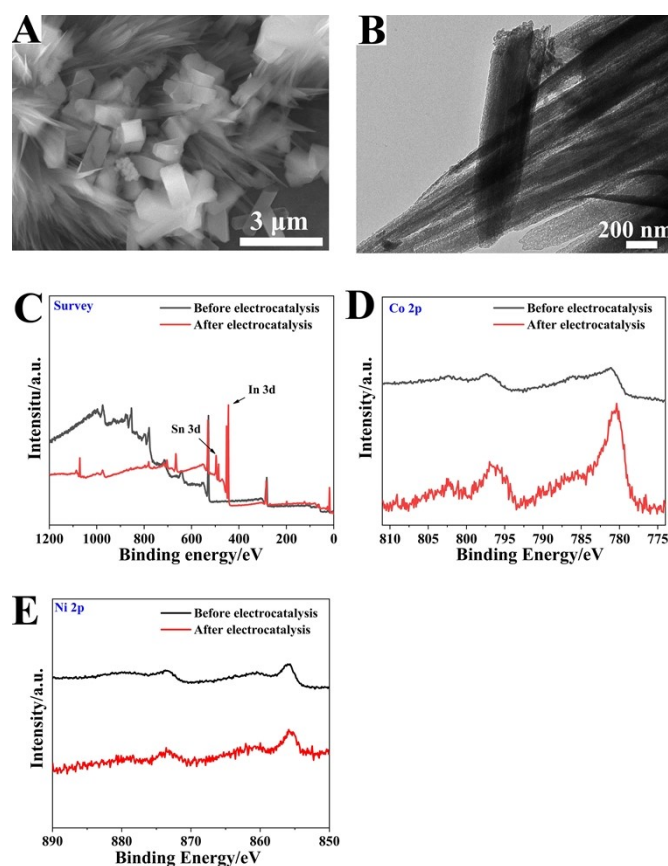 A
3 μm
B
200 nm
C
Survey
Before electrocatalysis
After electrocatalysis
In 3d
Sn 3d
Intensitu/a.u.
1200 1000 800 600 400 200 0
Binding energy/eV
D
Co 2p
Before electrocatalysis
After electrocatalysis
Intensity/a.u.
810 805 800 795 790 785 780 775
Binding Energy/eV
E
Ni 2p
Before electrocatalysis
After electrocatalysis
Intensity/a.u.
890 880 870 860 850
Binding Energy/eV